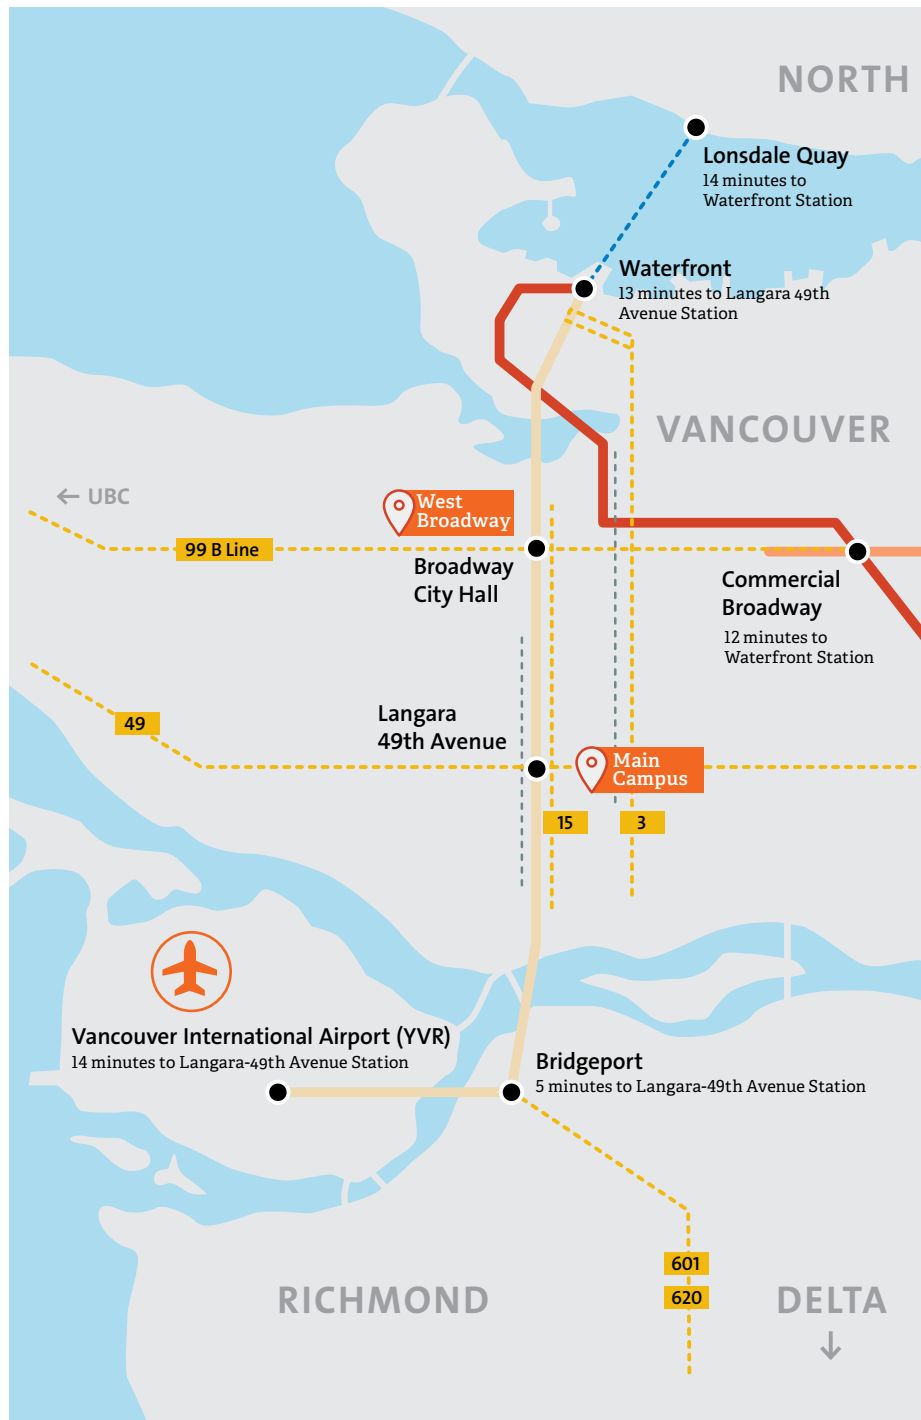 NORTH
Lonsdale Quay
14 minutes to
Waterfront Station
Waterfront
13 minutes to Langara 49th
Avenue Station
VANCOUVER
← UBC
West
Broadway
99 B Line
Broadway
City Hall
Commercial
Broadway
12 minutes to
Waterfront Station
Langara
49th Avenue
49
Main
Campus
15
3
Vancouver International Airport (YVR)
14 minutes to Langara-49th Avenue Station
Bridgeport
5 minutes to Langara-49th Avenue Station
601
620
RICHMOND
DELTA
↓